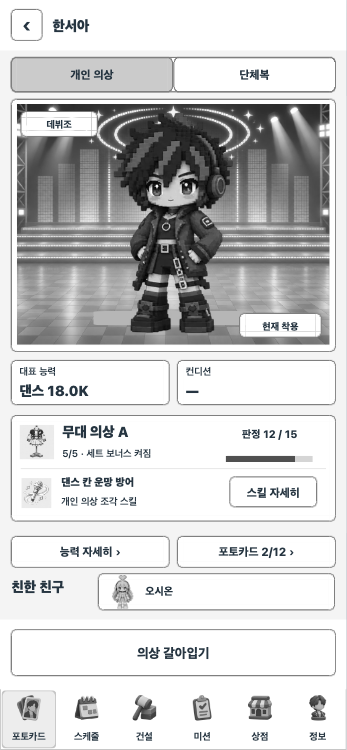 한서아
개인 의상
단체복
데뷔조
현재 착용
대표 능력
댄스 18.0K
컨디션
—
무대 의상 A
5/5 · 세트 보너스 켜짐
판정 12 / 15
댄스 칸 운망 방어
개인 의상 조각 스킬
스킬 자세히
능력 자세히 ›
포토카드 2/12 ›
친한 친구
오시온
의상 갈아입기
포토카드
스케줄
건설
미션
상점
정보